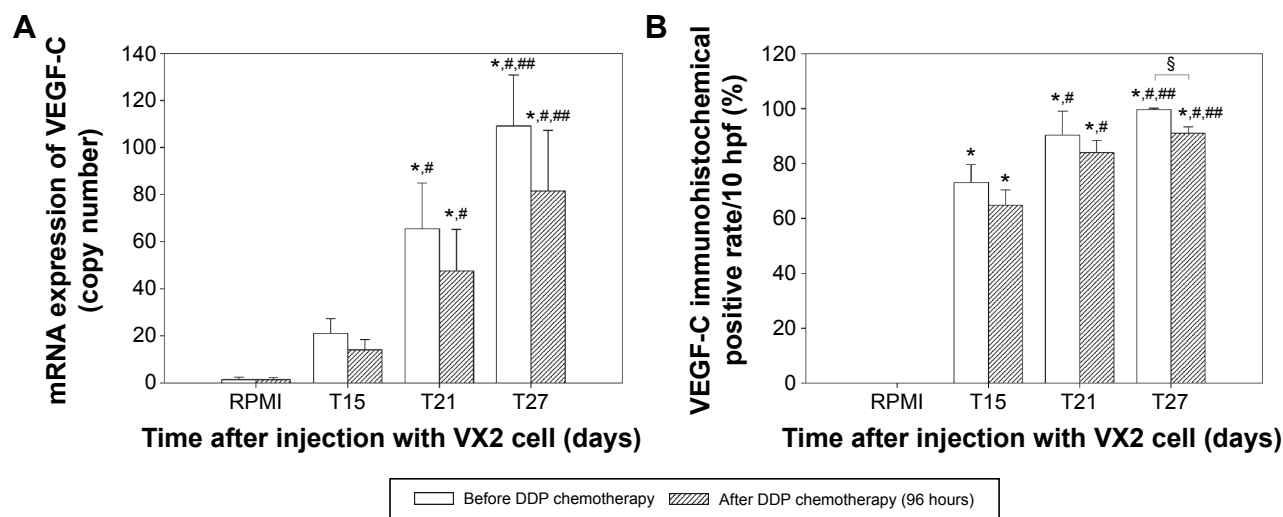 A
mRNA expression of VEGF-C
(copy number)
140
120
100
80
60
40
20
0
*,#
*,#
*,#,##
*,#,##
RPMI T15 T21 T27
Time after injection with VX2 cell (days)
B
VEGF-C immunohistochemical
positive rate/10 hpf (%)
120
100
80
60
40
20
0
*
*
*,#
*,#
§
*,#,##
*,#,##
RPMI T15 T21 T27
Time after injection with VX2 cell (days)
Before DDP chemotherapy After DDP chemotherapy (96 hours)